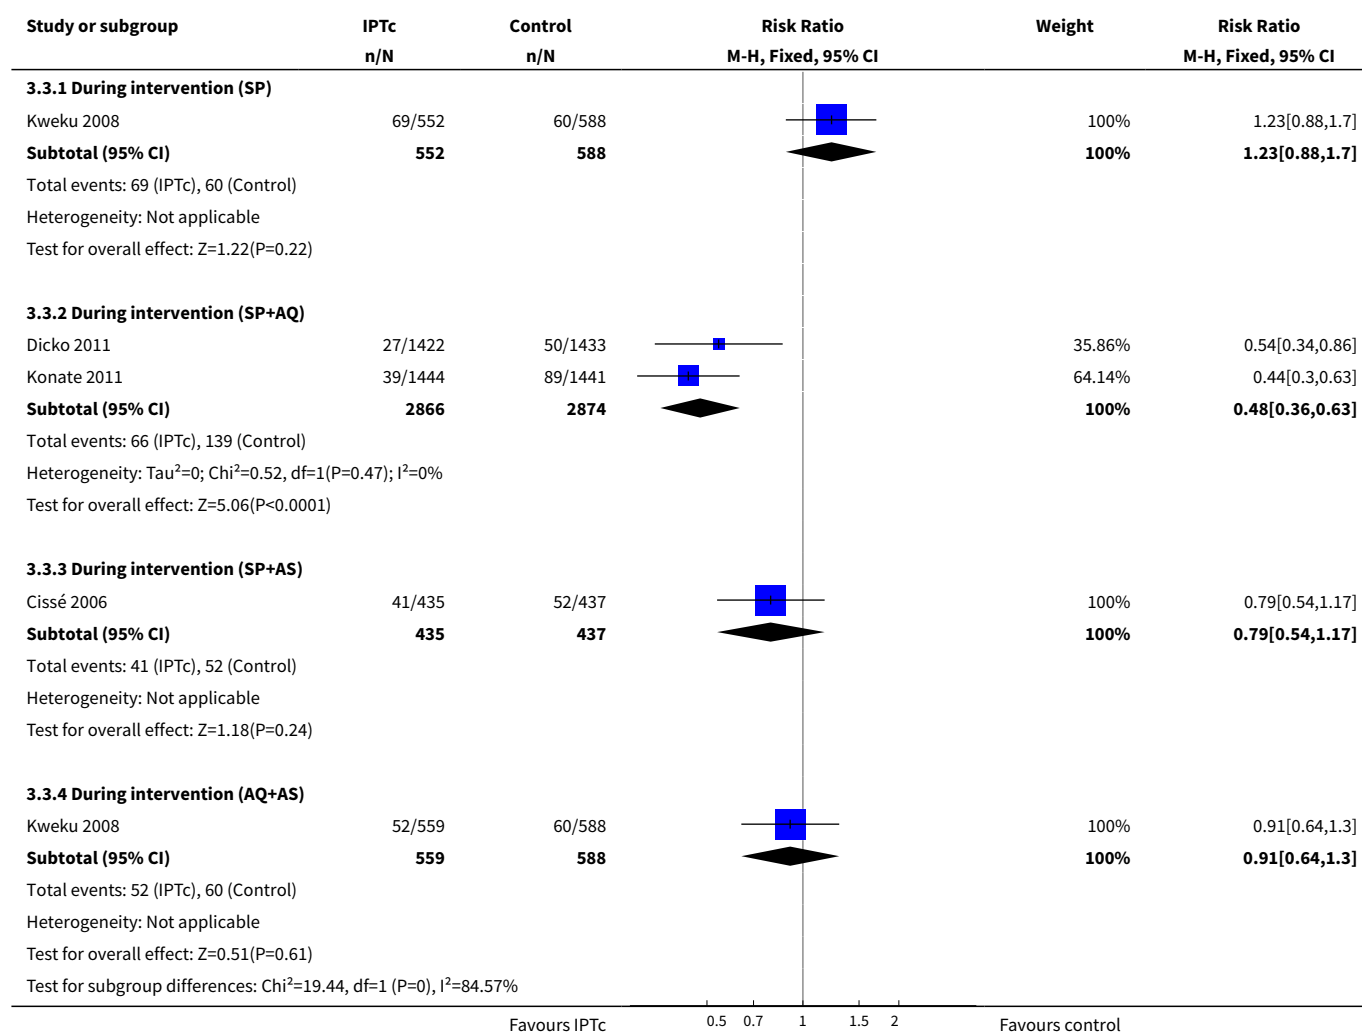 Study or subgroup IPTc Control Risk Ratio Weight Risk Ratio
n/N n/N M-H, Fixed, 95% CI M-H, Fixed, 95% CI
3.3.1 During intervention (SP)
Kweku 2008 69/552 60/588 100% 1.23[0.88,1.7]
Subtotal (95% CI) 552 588 100% 1.23[0.88,1.7]
Total events: 69 (IPTc), 60 (Control)
Heterogeneity: Not applicable
Test for overall effect: Z=1.22(P=0.22)
3.3.2 During intervention (SP+AQ)
Dicko 2011 27/1422 50/1433 35.86% 0.54[0.34,0.86]
Konate 2011 39/1444 89/1441 64.14% 0.44[0.3,0.63]
Subtotal (95% CI) 2866 2874 100% 0.48[0.36,0.63]
Total events: 66 (IPTc), 139 (Control)
Heterogeneity: Tau²=0; Chi²=0.52, df=1(P=0.47); I²=0%
Test for overall effect: Z=5.06(P<0.0001)
3.3.3 During intervention (SP+AS)
Cissé 2006 41/435 52/437 100% 0.79[0.54,1.17]
Subtotal (95% CI) 435 437 100% 0.79[0.54,1.17]
Total events: 41 (IPTc), 52 (Control)
Heterogeneity: Not applicable
Test for overall effect: Z=1.18(P=0.24)
3.3.4 During intervention (AQ+AS)
Kweku 2008 52/559 60/588 100% 0.91[0.64,1.3]
Subtotal (95% CI) 559 588 100% 0.91[0.64,1.3]
Total events: 52 (IPTc), 60 (Control)
Heterogeneity: Not applicable
Test for overall effect: Z=0.51(P=0.61)
Test for subgroup differences: Chi²=19.44, df=1 (P=0), I²=84.57%
Favours IPTc 0.5 0.7 1 1.5 2 Favours control